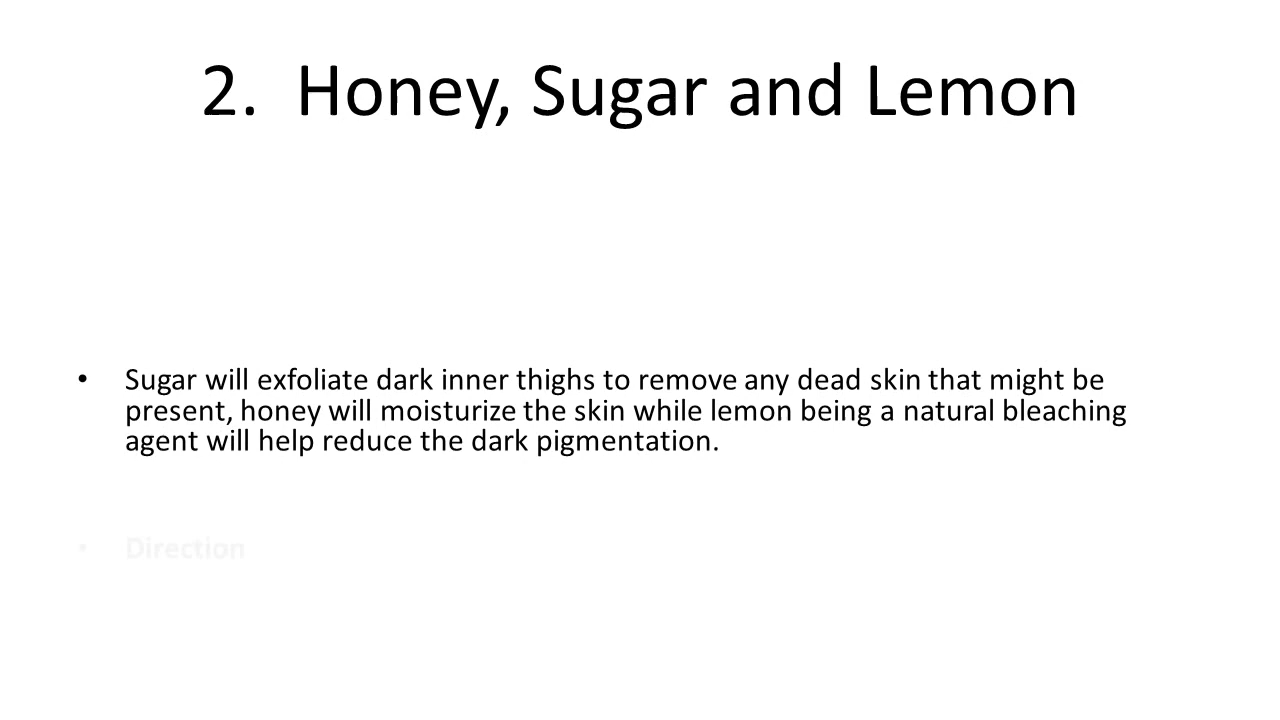 2.  Honey, Sugar and Lemon
• Sugar will exfoliate dark inner thighs to remove any dead skin that might be
present, honey will moisturize the skin while lemon being a natural bleaching
agent will help reduce the dark pigmentation.
• Direction